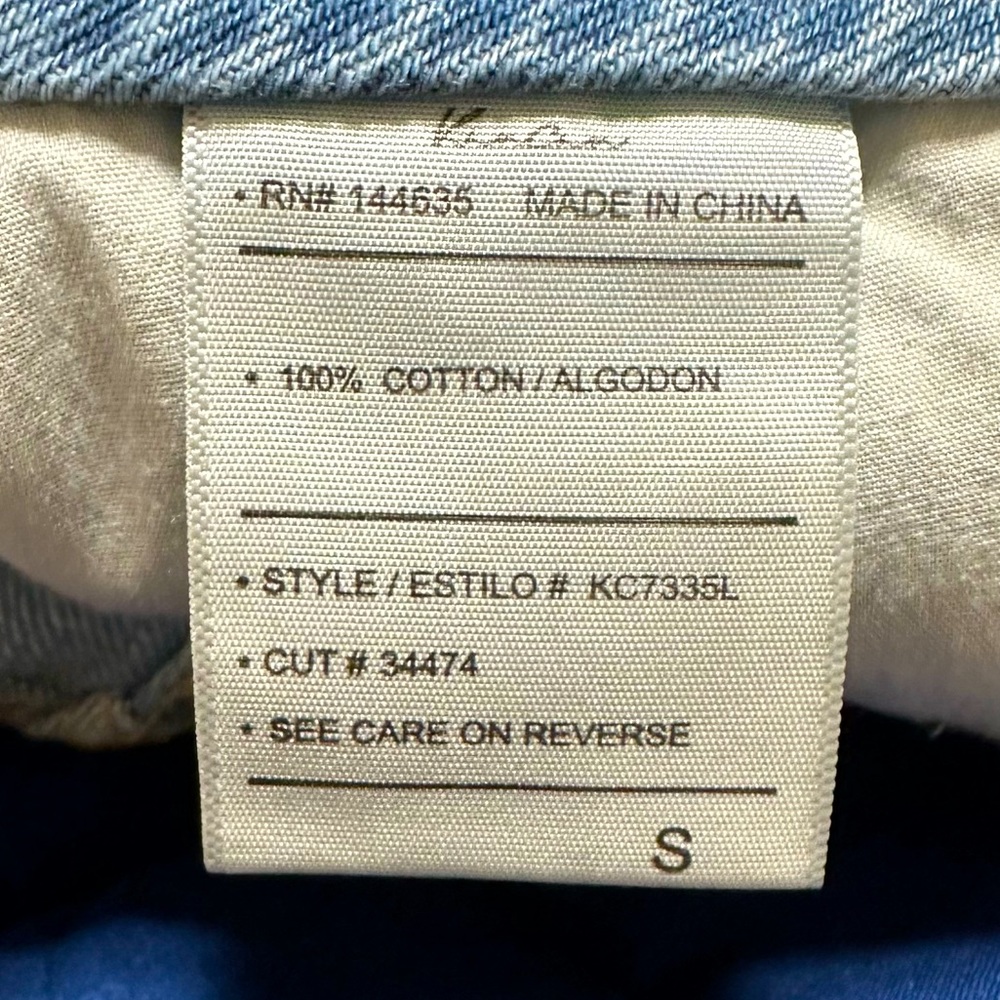 • RN# 144635 MADE IN CHINA
• 100% COTTON / ALGODON
• STYLE / ESTILO # KC7335L
• CUT # 34474
• SEE CARE ON REVERSE
S